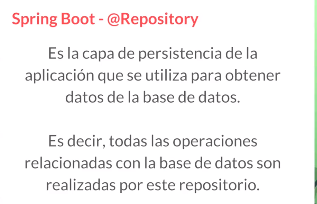 Spring Boot - @Repository
Es la capa de persistencia de la
aplicación que se utiliza para obtener
datos de la base de datos.
Es decir, todas las operaciones
relacionadas con la base de datos son
realizadas por este repositorio.